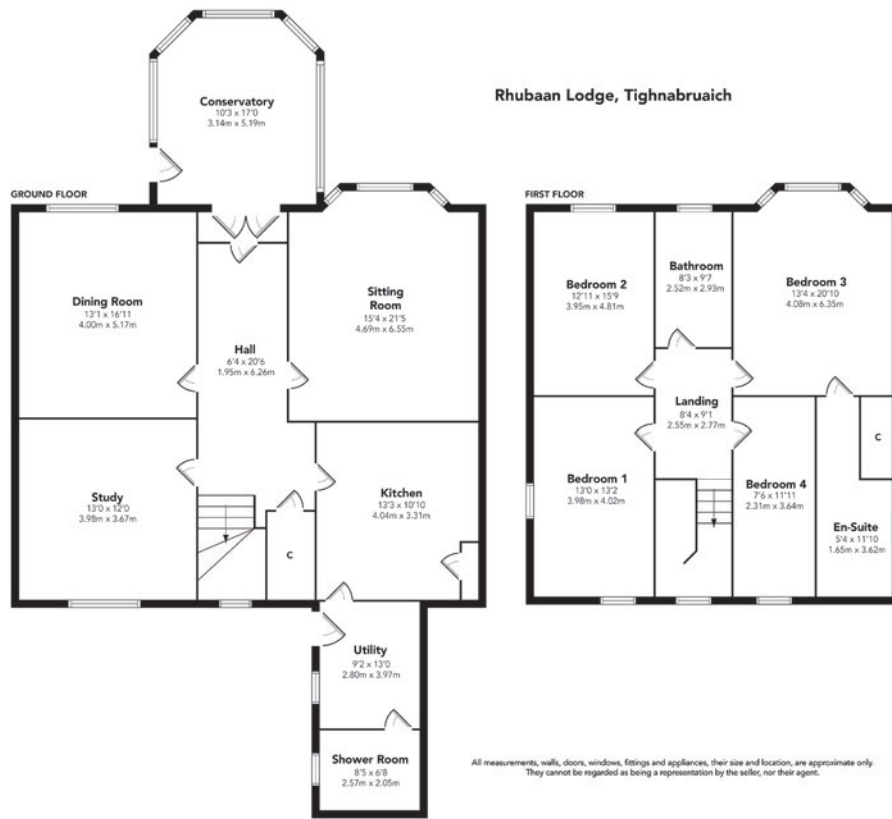 Rhubaan Lodge, Tighnabruaich
GROUND FLOOR
Conservatory
10'3 x 17'0
3.14m x 5.19m
Dining Room
13'1 x 16'11
4.00m x 5.17m
Hall
6'4 x 20'6
1.95m x 6.26m
Sitting
Room
15'4 x 21'5
4.69m x 6.55m
Study
13'0 x 12'0
3.98m x 3.67m
C
Kitchen
13'3 x 10'10
4.04m x 3.31m
Utility
9'2 x 13'0
2.80m x 3.97m
Shower Room
8'5 x 6'8
2.57m x 2.05m
FIRST FLOOR
Bedroom 2
12'11 x 15'9
3.95m x 4.81m
Bathroom
8'3 x 9'7
2.52m x 2.93m
Bedroom 3
13'4 x 20'10
4.08m x 6.35m
Landing
8'4 x 9'1
2.55m x 2.77m
Bedroom 1
13'0 x 13'2
3.98m x 4.02m
Bedroom 4
7'6 x 11'11
2.31m x 3.64m
C
En-Suite
5'4 x 11'10
1.65m x 3.62m
All measurements, walls, doors, windows, fittings and appliances, their size and location, are approximate only.
They cannot be regarded as being a representation by the seller, nor their agent.